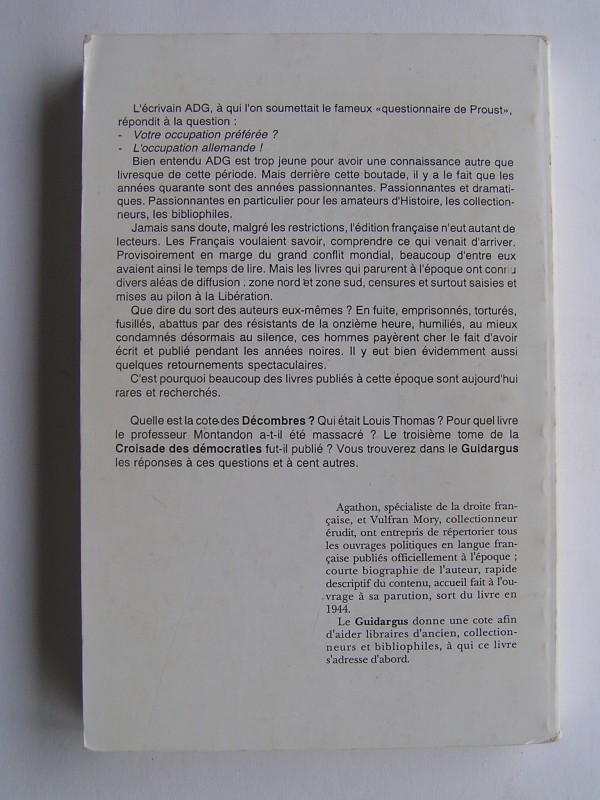 L'écrivain ADG, à qui l'on soumettait le fameux «questionnaire de Proust»,
répondit à la question :
- Votre occupation préférée ?
- L'occupation allemande !
Bien entendu ADG est trop jeune pour avoir une connaissance autre que
livresque de cette période. Mais derrière cette boutade, il y a le fait que les
années quarante sont des années passionnantes. Passionnantes et dramati-
ques. Passionnantes en particulier pour les amateurs d'Histoire, les collection-
neurs, les bibliophiles.
Jamais sans doute, malgré les restrictions, l'édition française n'eut autant de
lecteurs. Les Français voulaient savoir, comprendre ce qui venait d'arriver.
Provisoirement en marge du grand conflit mondial, beaucoup d'entre eux
avaient ainsi le temps de lire. Mais les livres qui parurent à l'époque ont connu
divers aléas de diffusion : zone nord et zone sud, censures et surtout saisies et
mises au pilon à la Libération.
Que dire du sort des auteurs eux-mêmes ? En fuite, emprisonnés, torturés,
fusillés, abattus par des résistants de la onzième heure, humiliés, au mieux
condamnés désormais au silence, ces hommes payèrent cher le fait d'avoir
écrit et publié pendant les années noires. Il y eut bien évidemment aussi
quelques retournements spectaculaires.
C'est pourquoi beaucoup des livres publiés à cette époque sont aujourd'hui
rares et recherchés.
Quelle est la cote des Décombres ? Qui était Louis Thomas ? Pour quel livre
le professeur Montandon a-t-il été massacré ? Le troisième tome de la
Croisade des démocraties fut-il publié ? Vous trouverez dans le Guidargus
les réponses à ces questions et à cent autres.
Agathon, spécialiste de la droite fran-
çaise, et Vulfran Mory, collectionneur
érudit, ont entrepris de répertorier tous
les ouvrages politiques en langue fran-
çaise publiés officiellement à l'époque ;
courte biographie de l'auteur, rapide
descriptif du contenu, accueil fait à l'ou-
vrage à sa parution, sort du livre en
1944.
Le Guidargus donne une cote afin
d'aider libraires d'ancien, collection-
neurs et bibliophiles, à qui ce livre
s'adresse d'abord.